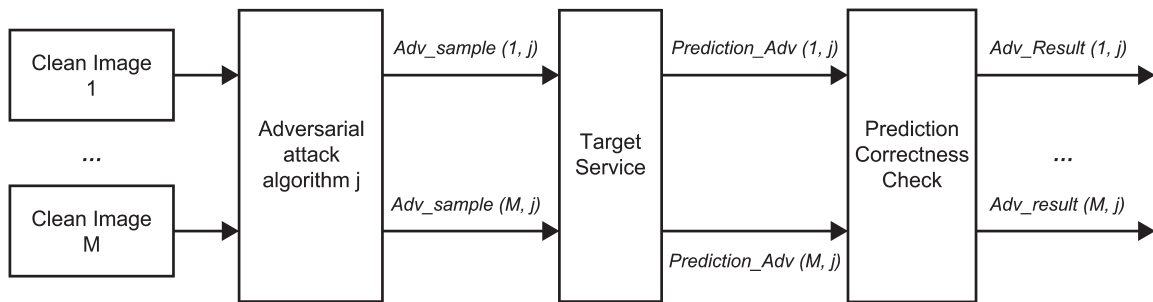 Clean Image
1
...
Clean Image
M
Adversarial
attack
algorithm j
Adv_sample (1, j)
Adv_sample (M, j)
Target
Service
Prediction_Adv (1, j)
Prediction_Adv (M, j)
Prediction
Correctness
Check
Adv_Result (1, j)
...
Adv_result (M, j)